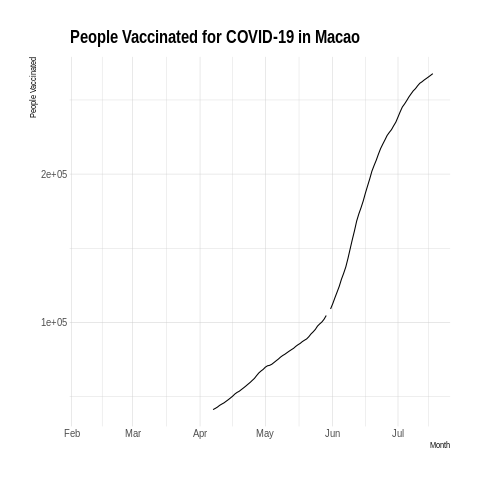 People Vaccinated for COVID-19 in Macao
People Vaccinated
2e+05
1e+05
Feb Mar Apr May Jun Jul
Month